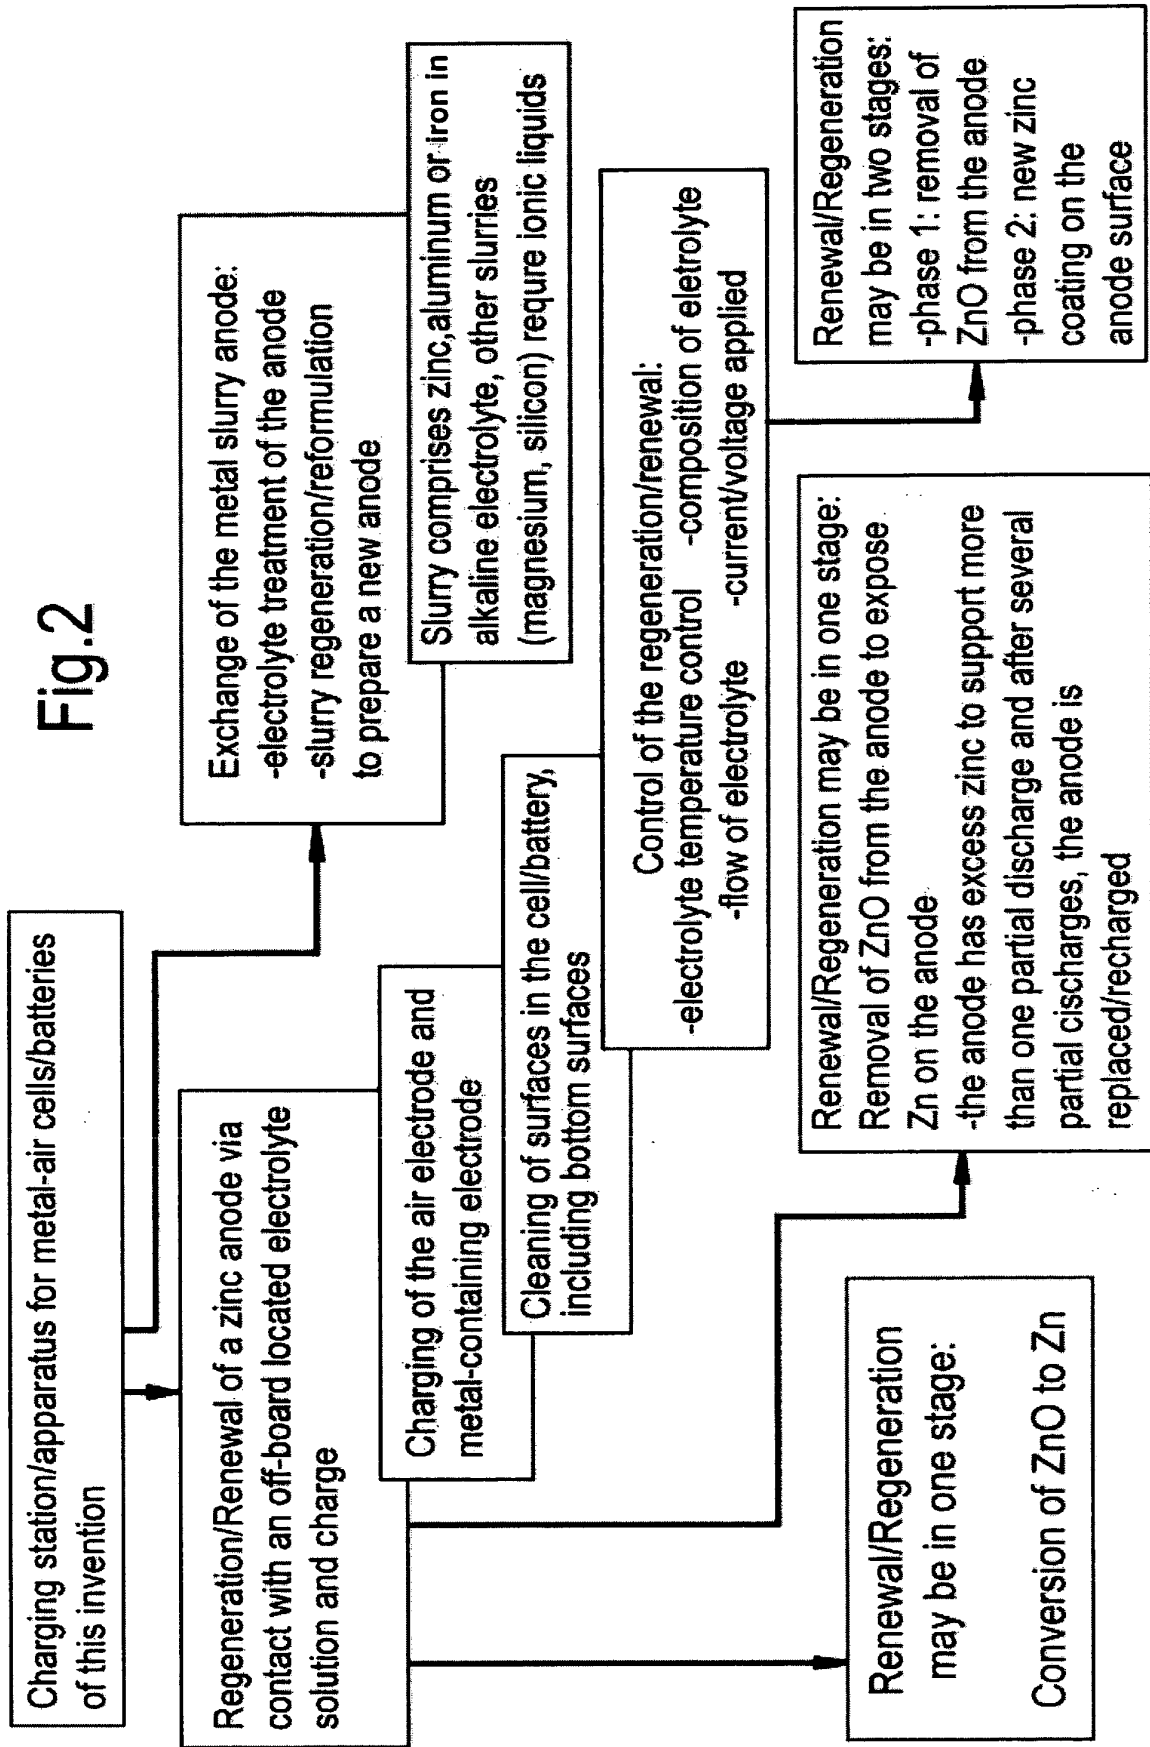 Fig.2
Charging station/apparatus for metal-air cells/batteries
of this invention
Exchange of the metal slurry anode:
-electrolyte treatment of the anode
-slurry regeneration/reformulation
to prepare a new anode
Slurry comprises zinc,aluminum or iron in
alkaline electrolyte, other slurries
(magnesium, silicon) requre ionic liquids
Regeneration/Renewal of a zinc anode via
contact with an off-board located electrolyte
solution and charge
Charging of the air electrode and
metal-containing electrode
Cleaning of surfaces in the cell/battery,
including bottom surfaces
Control of the regeneration/renewal:
-electrolyte temperature control -composition of eletrolyte
-flow of electrolyte -current/voltage applied
Renewal/Regeneration
may be in one stage:
Conversion of ZnO to Zn
Renewal/Regeneration may be in one stage:
Removal of ZnO from the anode to expose
Zn on the anode
-the anode has excess zinc to support more
than one partial discharge and after several
partial cischarges, the anode is
replaced/recharged
Renewal/Regeneration
may be in two stages:
-phase 1: removal of
ZnO from the anode
-phase 2: new zinc
coating on the
anode surface